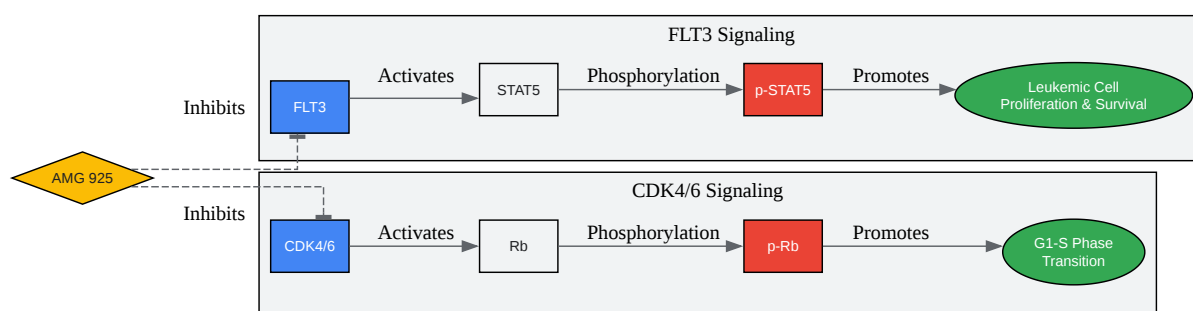 FLT3 Signaling
Activates
Phosphorylation
Promotes
Inhibits
FLT3
STAT5
p-STAT5
Leukemic Cell
Proliferation & Survival
AMG 925
CDK4/6 Signaling
Inhibits
Activates
Phosphorylation
Promotes
CDK4/6
Rb
p-Rb
G1-S Phase
Transition